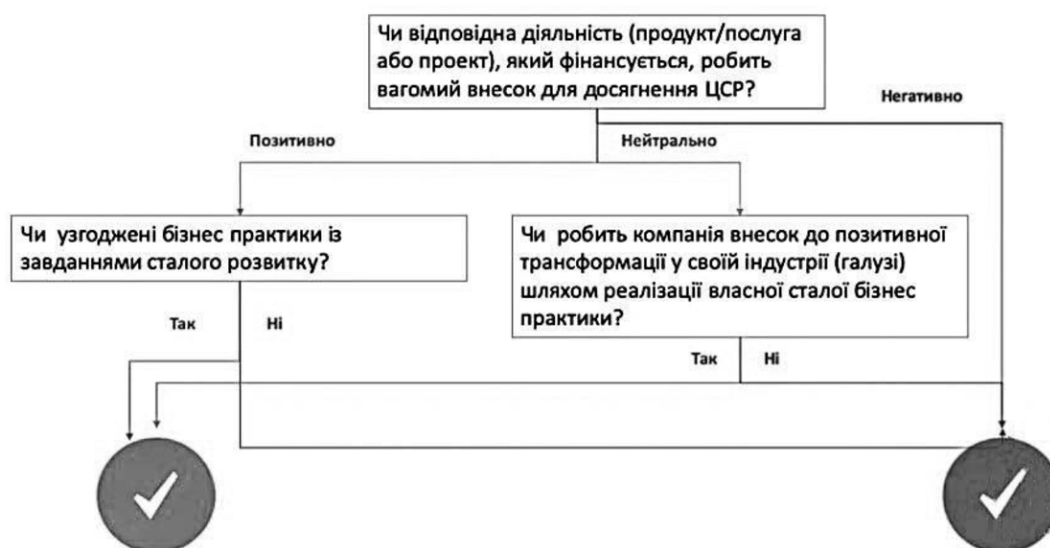 Чи відповідна діяльність (продукт/послуга
або проект), який фінансується, робить
вагомий внесок для досягнення ЦСР?
Негативно
Позитивно
Нейтрально
Чи узгоджені бізнес практики із
завданнями сталого розвитку?
Чи робить компанія внесок до позитивної
трансформації у своїй індустрії (галузі)
шляхом реалізації власної сталої бізнес
практики?
Так
Ні
Так
Ні